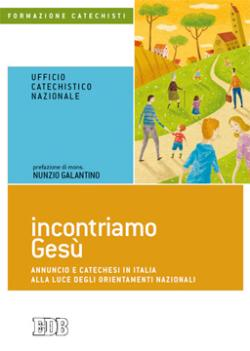 FORMAZIONE CATECHISTI
UFFICIO
CATECHISTICO
NAZIONALE
prefazione di mons.
NUNZIO GALANTINO
incontriamo
Gesù
ANNUNCIO E CATECHESI IN ITALIA
ALLA LUCE DEGLI ORIENTAMENTI NAZIONALI
EDB